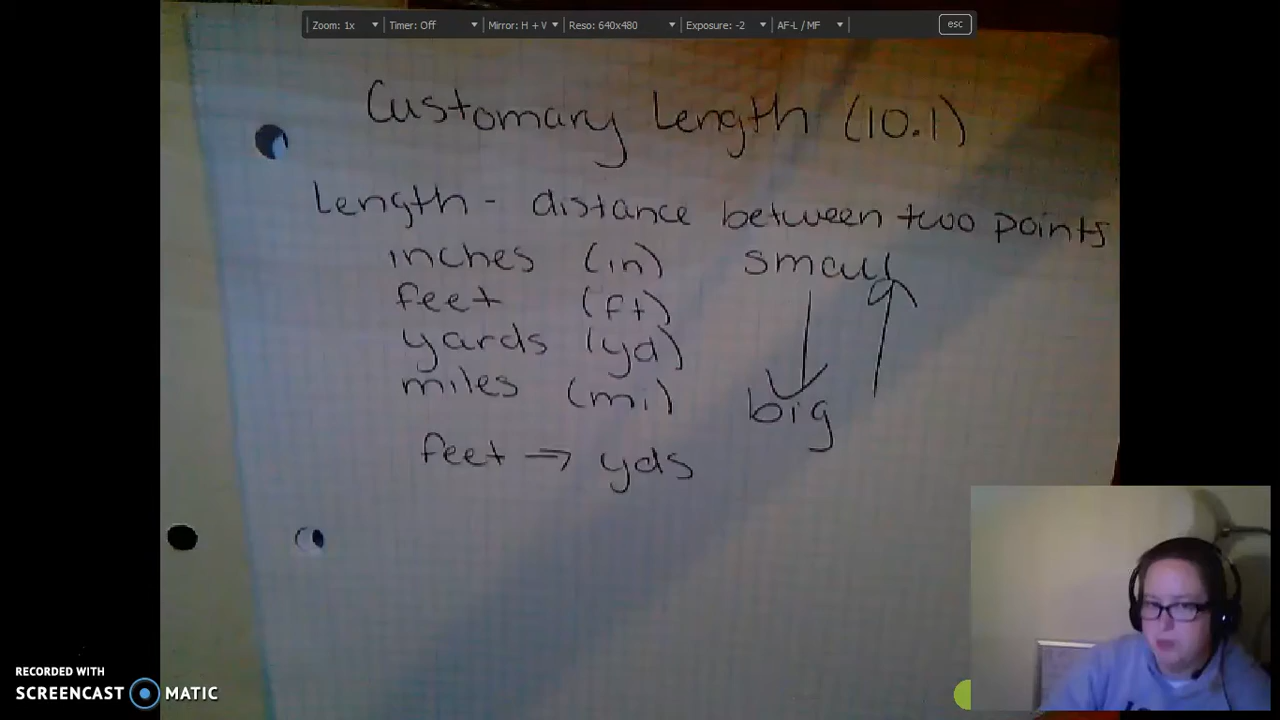 Zoom: 1x Timer: Off Mirror: H + V Reso: 640x480 Exposure: -2 AF-L / MF esc
Customary Length (10.1)
Length - distance between two points
inches (in) small
feet (ft)
yards (yd)
miles (mi) big
feet → yds
RECORDED WITH
SCREENCAST MATIC